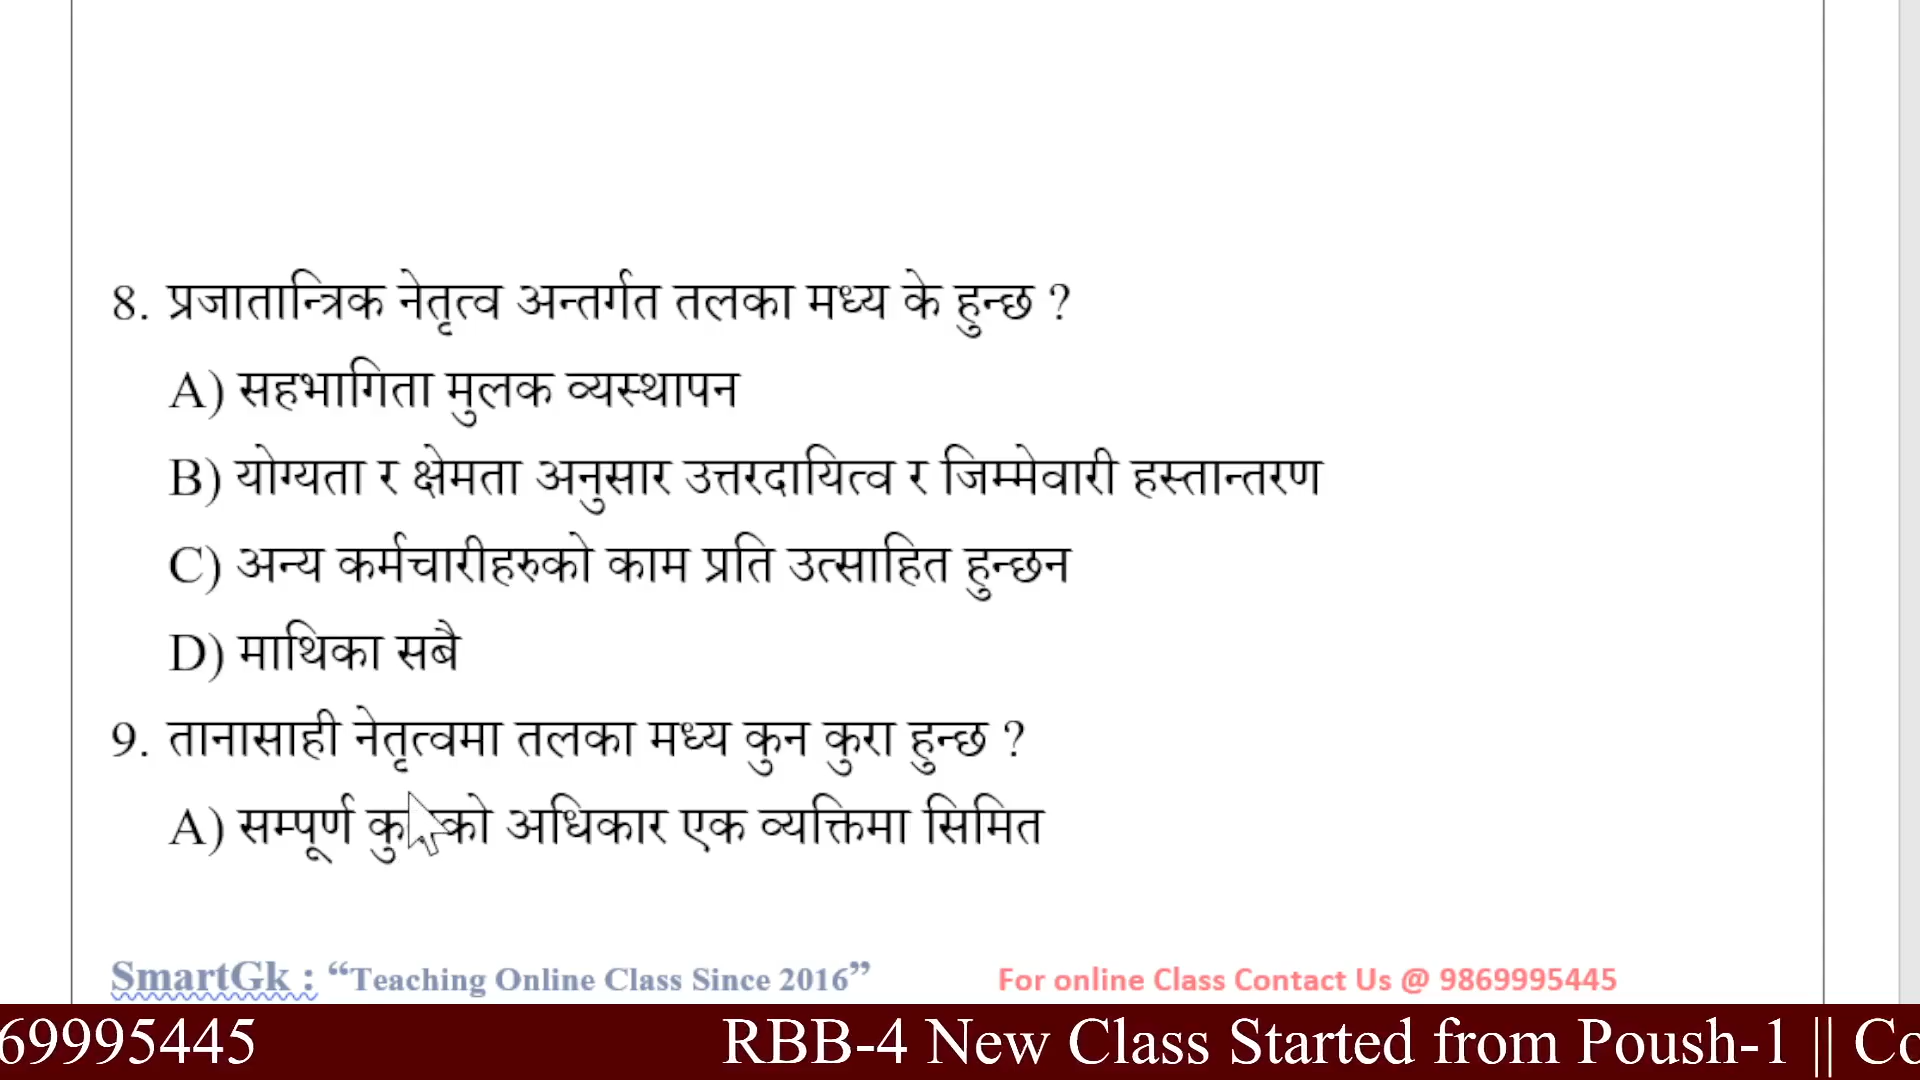 8. प्रजातान्त्रिक नेतृत्व अन्तर्गत तलका मध्य के हुन्छ ?
A) सहभागिता मुलक व्यस्थापन
B) योग्यता र क्षेमता अनुसार उत्तरदायित्व र जिम्मेवारी हस्तान्तरण
C) अन्य कर्मचारीहरुको काम प्रति उत्साहित हुन्छन
D) माथिका सबै
9. तानासाही नेतृत्वमा तलका मध्य कुन कुरा हुन्छ ?
A) सम्पूर्ण अधिकार एक व्यक्तिमा सिमित
SmartGk : “Teaching Online Class Since 2016” For online Class Contact Us @ 9869995445
69995445 RBB-4 New Class Started from Poush-1 ||